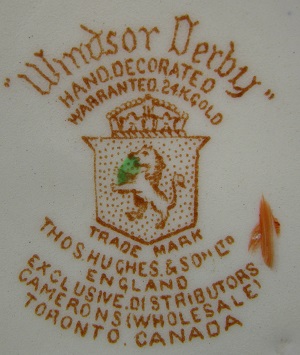 "Windsor Derby"
HAND.DECORATED
WARRANTED.24K.GOLD
TRADE MARK
THOS.HUGHES.&SON LD
ENGLAND
EXCLUSIVE.DISTRIBUTORS
CAMERONS(WHOLESALE)
TORONTO.CANADA